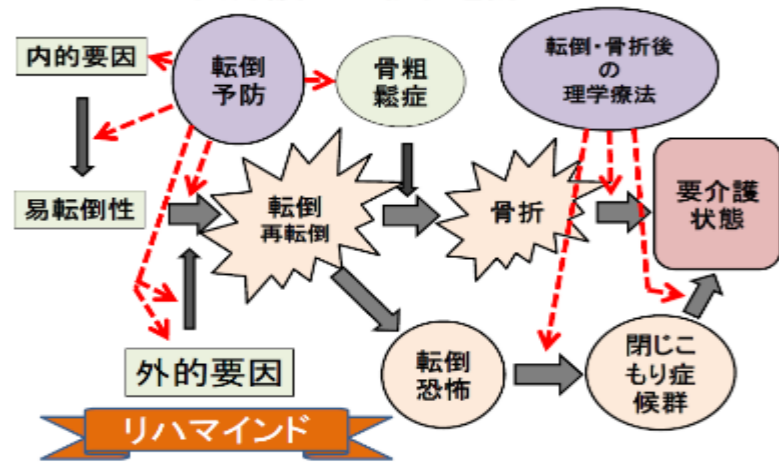 内的要因
転倒
予防
骨粗
鬆症
転倒・骨折後
の
理学療法
易転倒性
転倒
再転倒
骨折
要介護
状態
外的要因
転倒
恐怖
閉じこ
もり症
候群
リハマインド